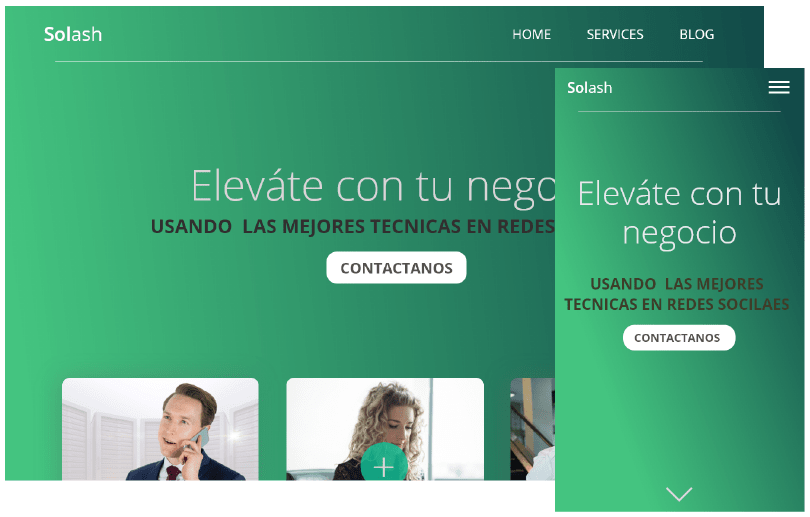 Solash
HOME SERVICES BLOG
Eleváte con tu nego
USANDO LAS MEJORES TECNICAS EN REDES
CONTACTANOS
Solash
Eleváte con tu
negocio
USANDO LAS MEJORES
TECNICAS EN REDES SOCILAES
CONTACTANOS